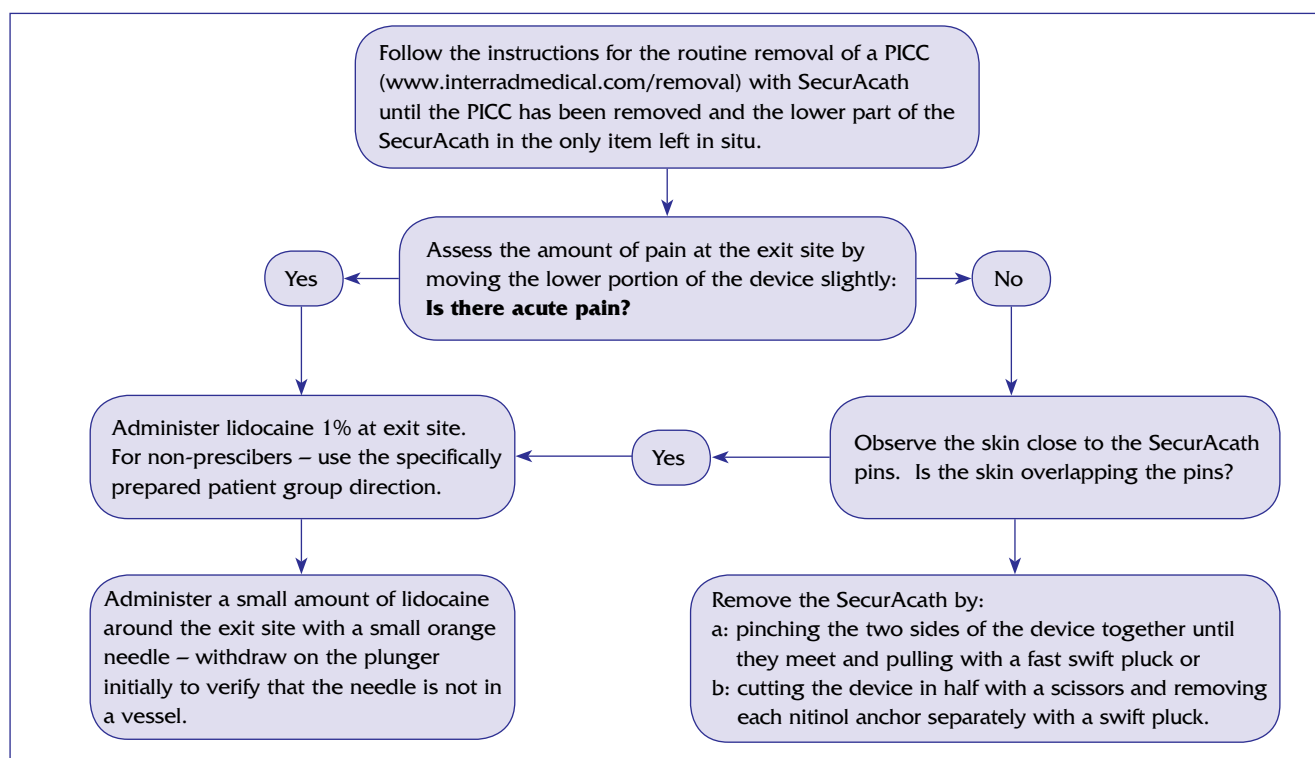 Follow the instructions for the routine removal of a PICC
(www.interradmedical.com/removal) with SecurAcath
until the PICC has been removed and the lower part of the
SecurAcath in the only item left in situ.
Assess the amount of pain at the exit site by
moving the lower portion of the device slightly:
Is there acute pain?
Yes
No
Administer lidocaine 1% at exit site.
For non-prescibers – use the specifically
prepared patient group direction.
Yes
Observe the skin close to the SecurAcath
pins. Is the skin overlapping the pins?
Administer a small amount of lidocaine
around the exit site with a small orange
needle – withdraw on the plunger
initially to verify that the needle is not in
a vessel.
Remove the SecurAcath by:
a: pinching the two sides of the device together until
they meet and pulling with a fast swift pluck or
b: cutting the device in half with a scissors and removing
each nitinol anchor separately with a swift pluck.